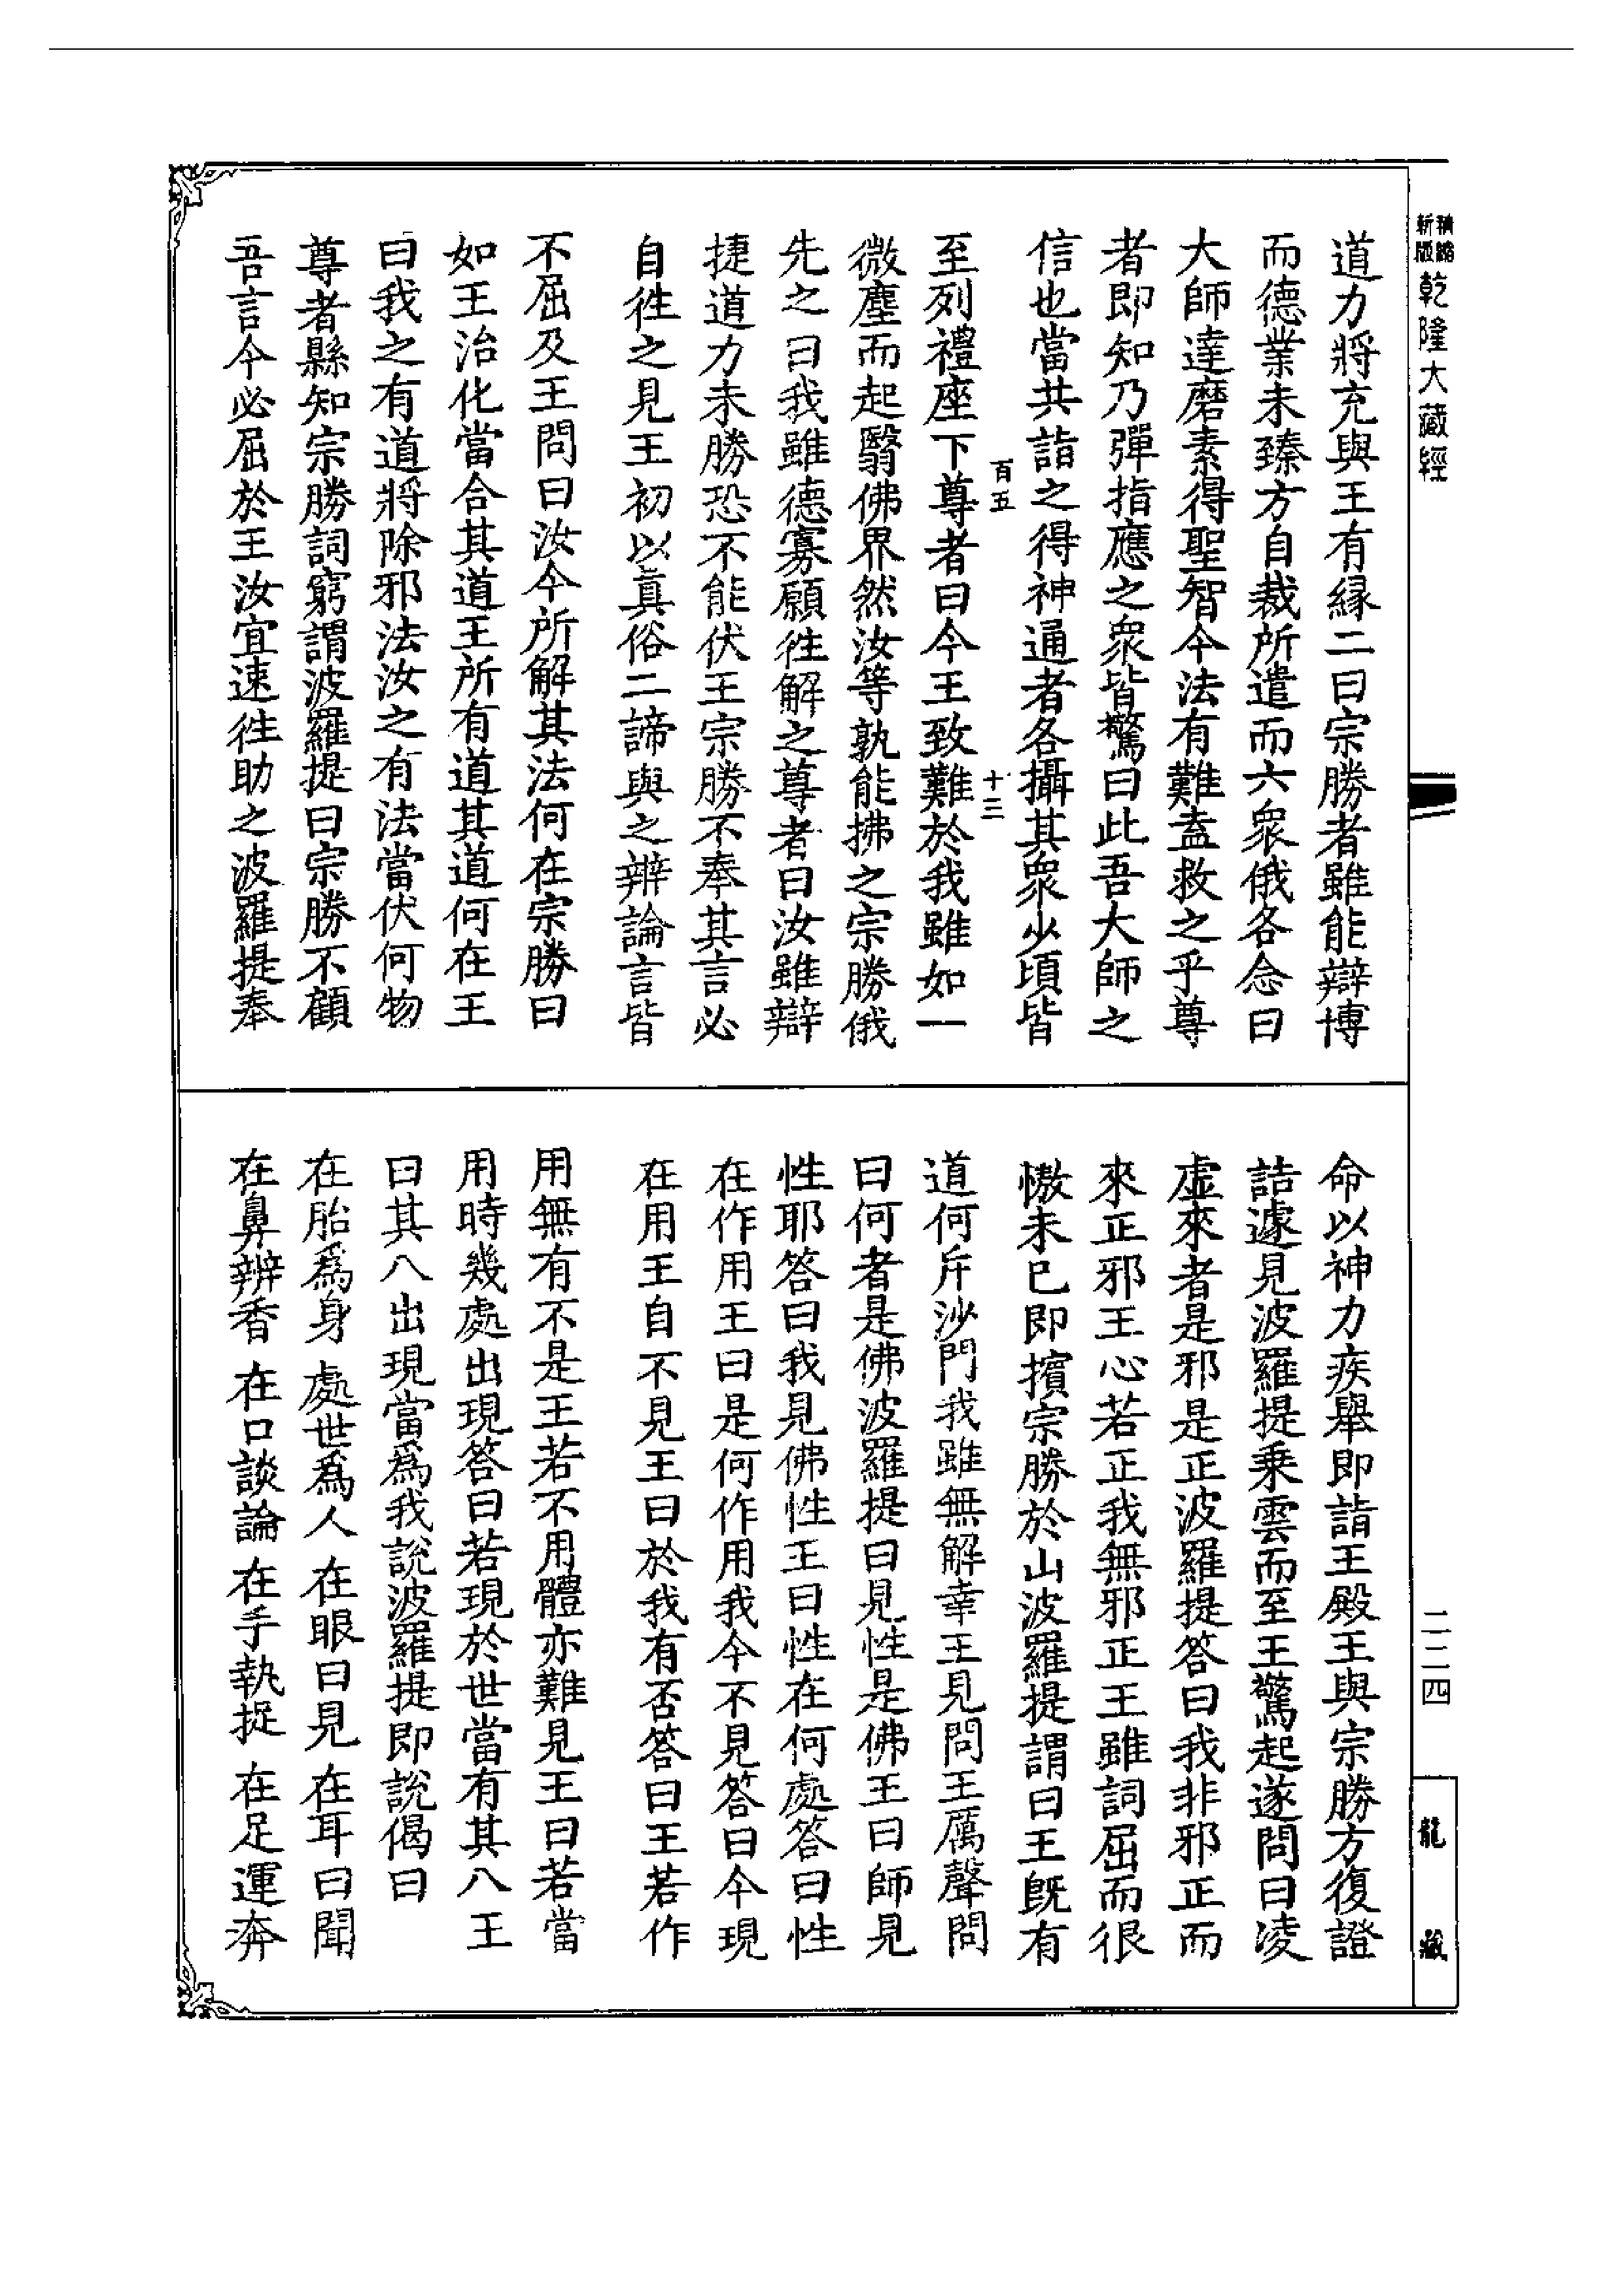 精縮
新版
乾隆大藏經
道力將充與王有緣二曰宗勝者雖能辯博
而德業未臻方自裁所遣而六衆俄各念曰
大師達磨素得聖智今法有難盍救之乎尊
者即知乃彈指應之衆皆驚曰此吾大師之
信也當共詣之得神通者各攝其衆少頃皆
百五
十三
至列禮座下尊者曰今王致難於我雖如一
微塵而起翳佛界然汝等孰能拂之宗勝俄
先之曰我雖德寡願徃解之尊者曰汝雖辯
捷道力未勝恐不能伏王宗勝不奉其言必
自徃之見王初以真俗二諦與之辨論言皆
不屈及王問曰汝今所解其法何在宗勝曰
如王治化當合其道王所有道其道何在王
曰我之有道將除邪法汝之有法當伏何物
尊者縣知宗勝詞窮謂波羅提曰宗勝不顧
吾言今必屈於王汝宜速徃助之波羅提奉
二二四
龍藏
命以神力疾舉即詣王殿王與宗勝方復證
詰遽見波羅提乘雲而至王驚起遂問曰凌
虛來者是邪是正波羅提答曰我非邪正而
來正邪王心若正我無邪正王雖詞屈而很
慠未已即擯宗勝於山波羅提謂曰王既有
道何斥沙門我雖無解幸王見問王厲聲問
曰何者是佛波羅提曰見性是佛王曰師見
性耶答曰我見佛性王曰性在何處答曰性
在作用王曰是何作用我今不見答曰今現
在用王自不見王曰於我有否答曰王若作
用無有不是王若不用體亦難見王曰若當
用時幾處出現答曰若現於世當有其八王
曰其八出現當爲我說波羅提即說偈曰
在胎爲身 處世爲人 在眼曰見 在耳曰聞
在鼻辨香 在口談論 在手執捉 在足運奔